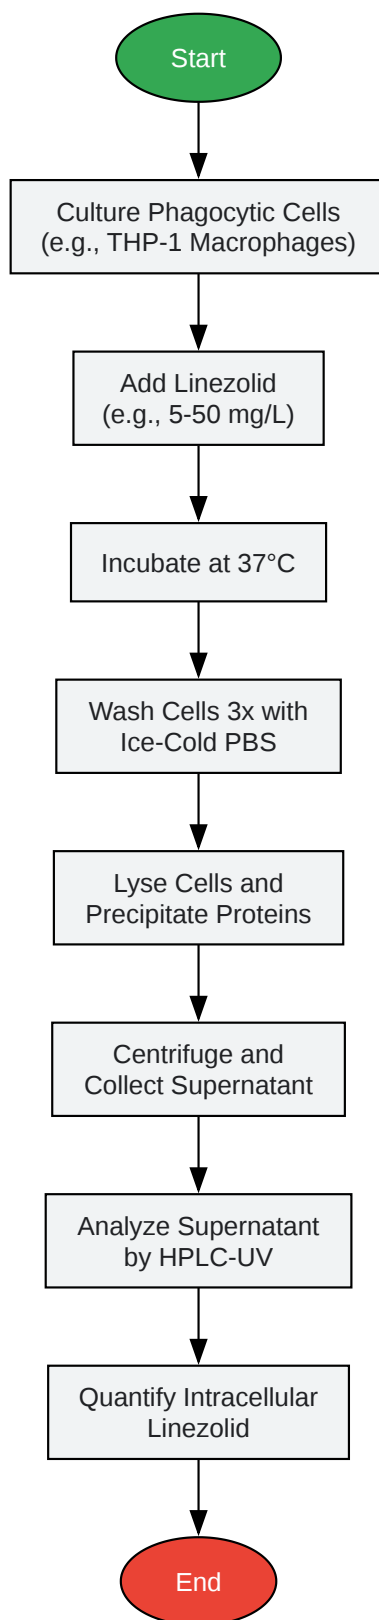 Start
Culture Phagocytic Cells
(e.g., THP-1 Macrophages)
Add Linezolid
(e.g., 5-50 mg/L)
Incubate at 37°C
Wash Cells 3x with
Ice-Cold PBS
Lyse Cells and
Precipitate Proteins
Centrifuge and
Collect Supernatant
Analyze Supernatant
by HPLC-UV
Quantify Intracellular
Linezolid
End